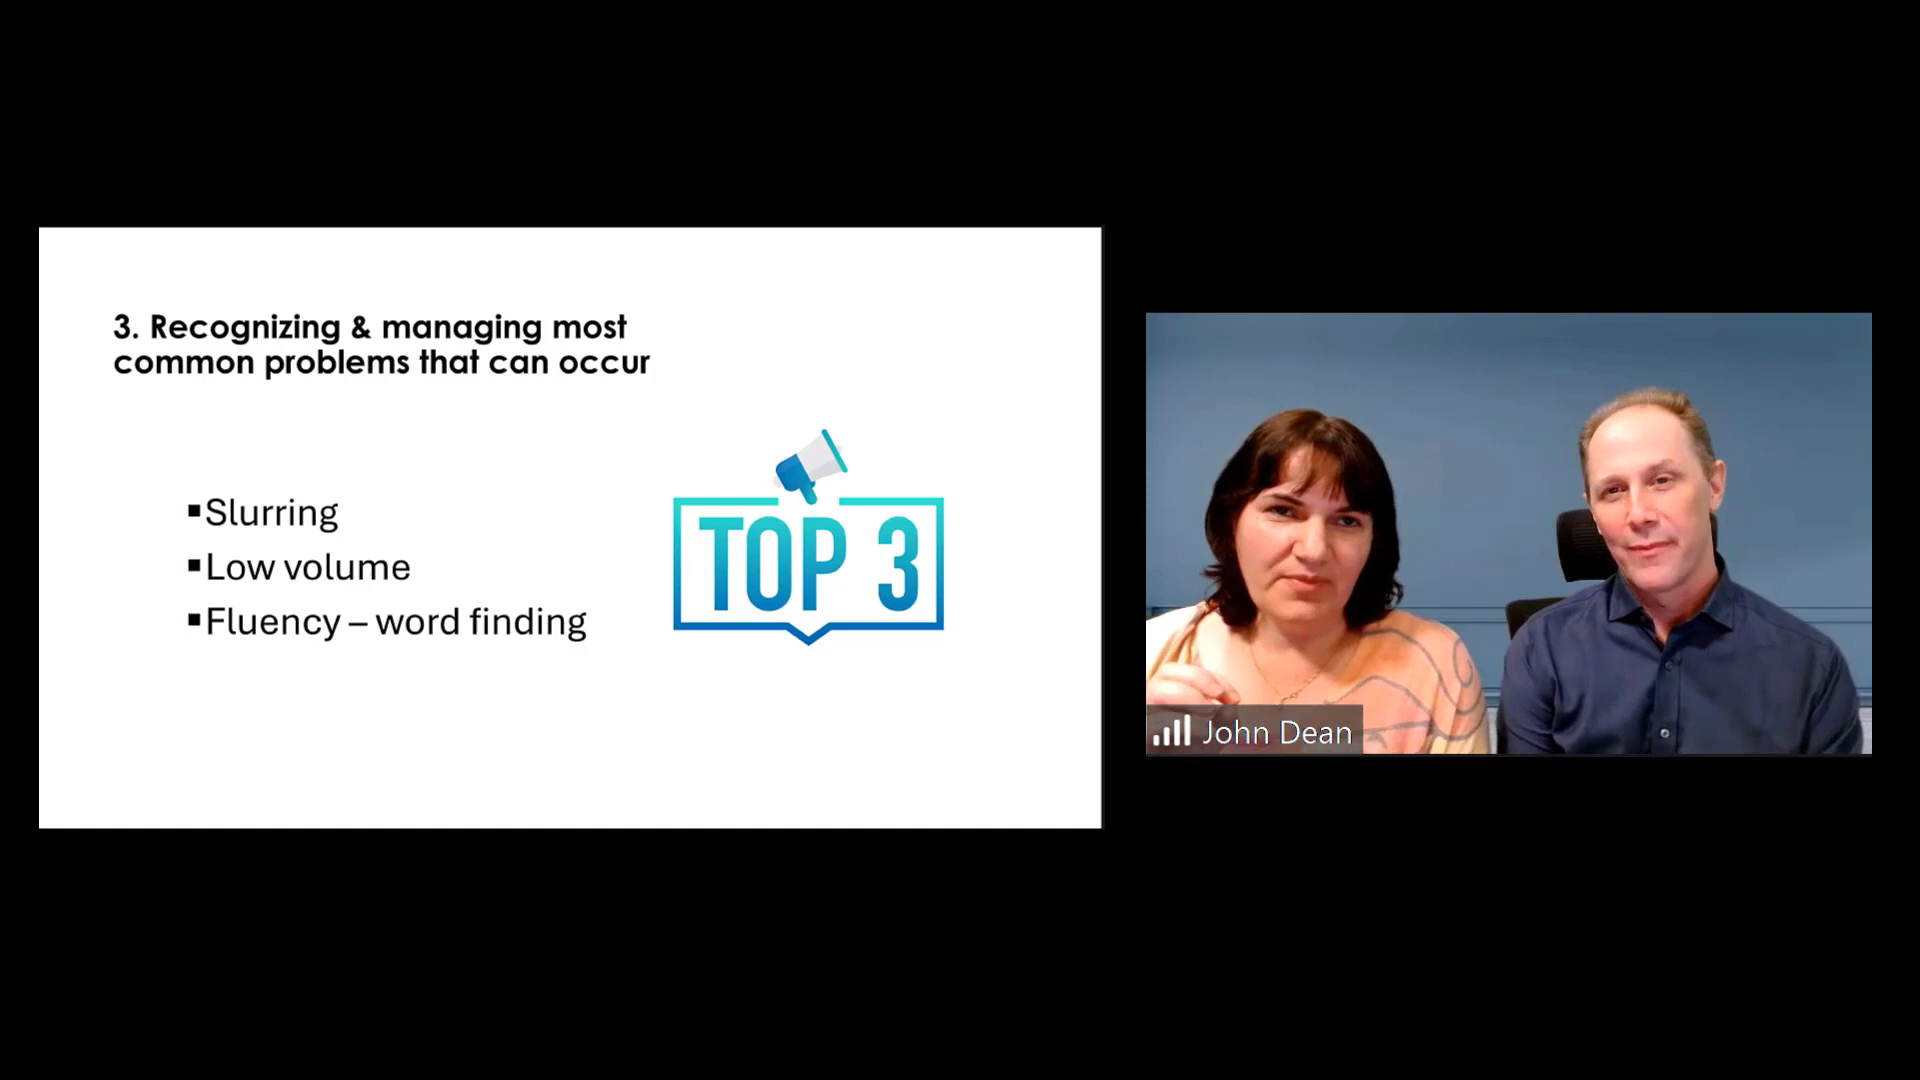 3. Recognizing & managing most
common problems that can occur
▪Slurring
▪Low volume
▪Fluency – word finding
TOP 3
John Dean